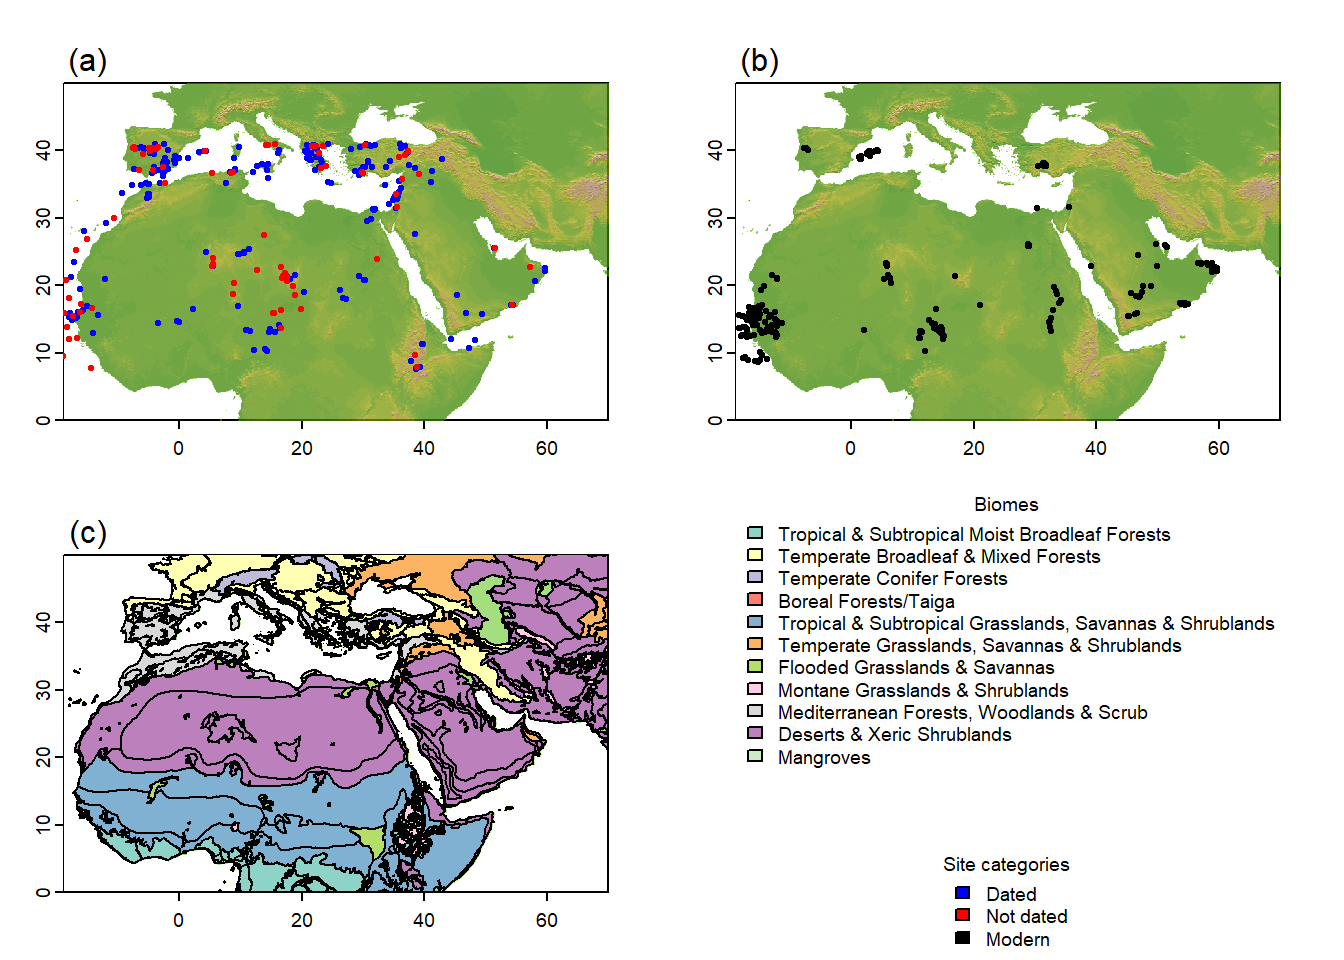 (a)
(b)
40
30
20
10
0
0
20
40
60
40
30
20
10
0
0
20
40
60
(c)
40
30
20
10
0
0
20
40
60
Biomes
Tropical & Subtropical Moist Broadleaf Forests
Temperate Broadleaf & Mixed Forests
Temperate Conifer Forests
Boreal Forests/Taiga
Tropical & Subtropical Grasslands, Savannas & Shrublands
Temperate Grasslands, Savannas & Shrublands
Flooded Grasslands & Savannas
Montane Grasslands & Shrublands
Mediterranean Forests, Woodlands & Scrub
Deserts & Xeric Shrublands
Mangroves
Site categories
Dated
Not dated
Modern